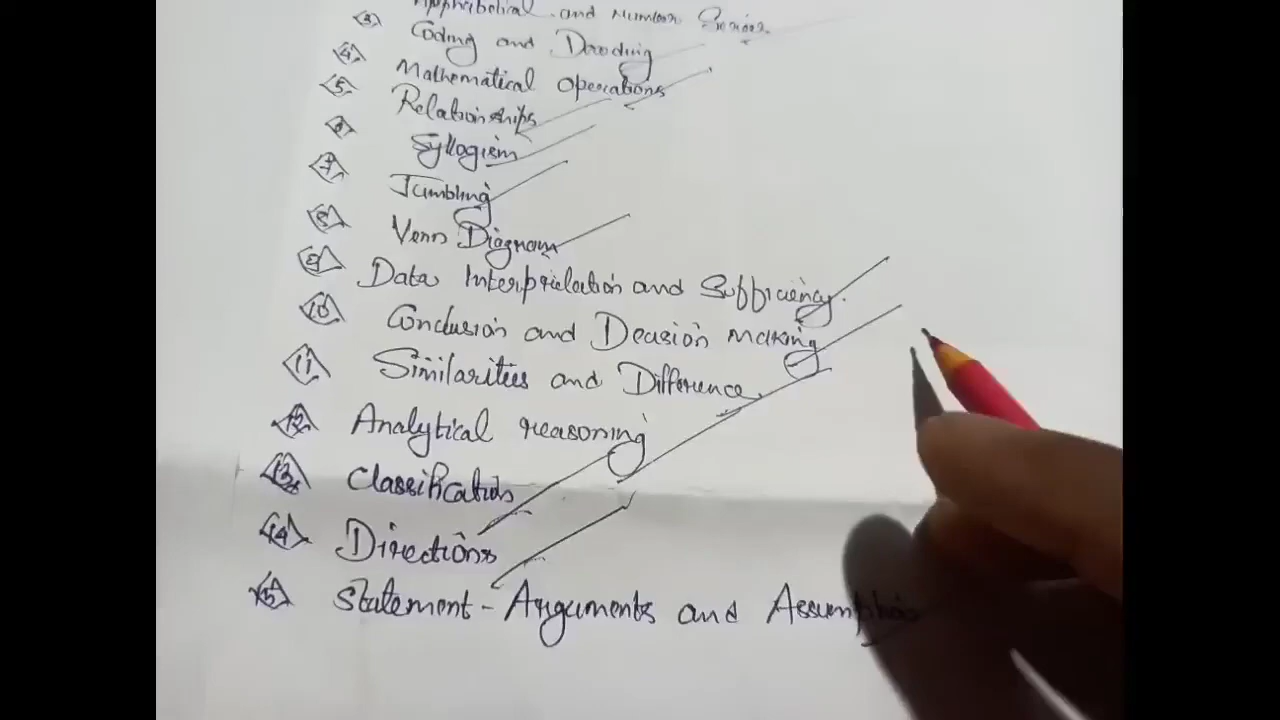 Alphabetical and Number Series
3 Coding and Decoding
4 Mathematical Operations
5 Relationships
6 Syllogism
7 Jumbling
8 Venn Diagram
9 Data Interpretation and Sufficiency.
10 Conclusion and Decision Making
11 Similarities and Difference
12 Analytical reasoning
13 Classification
14 Directions
15 Statement - Arguments and Assumptions